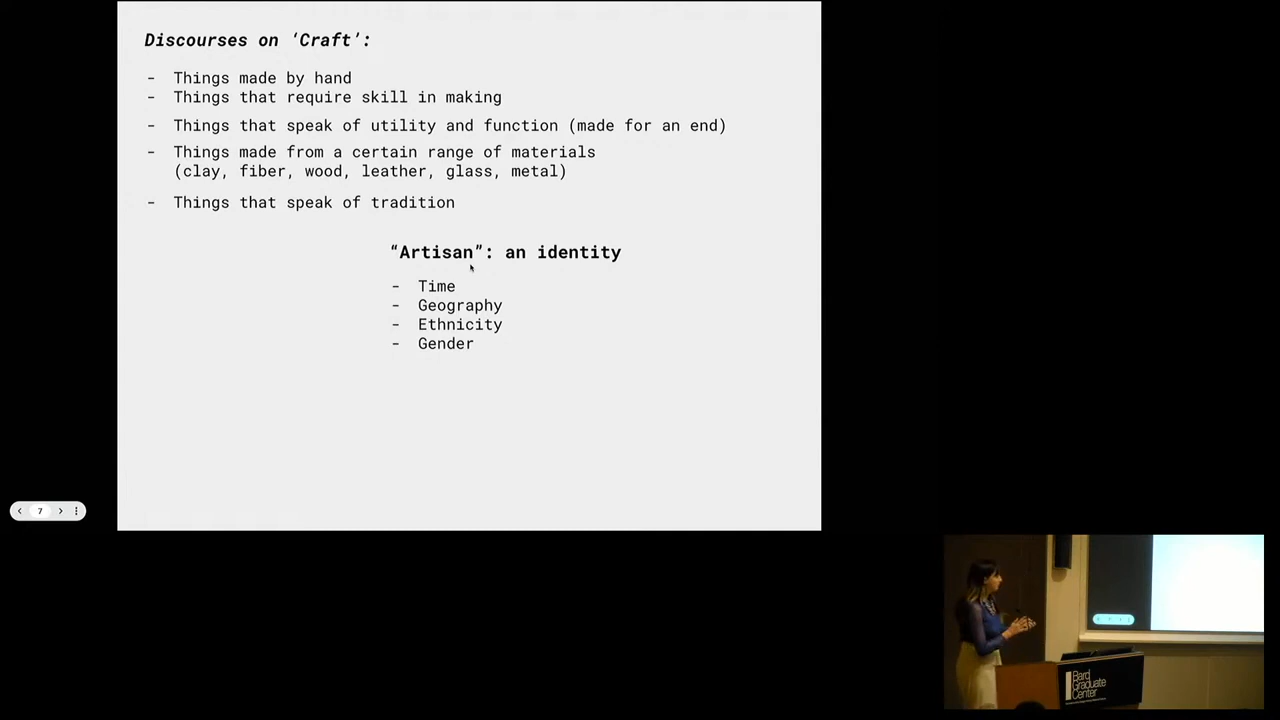 Discourses on ‘Craft’:
- Things made by hand
- Things that require skill in making
- Things that speak of utility and function (made for an end)
- Things made from a certain range of materials
(clay, fiber, wood, leather, glass, metal)
- Things that speak of tradition
“Artisan”: an identity
- Time
- Geography
- Ethnicity
- Gender
7
Bard
Graduate
Center